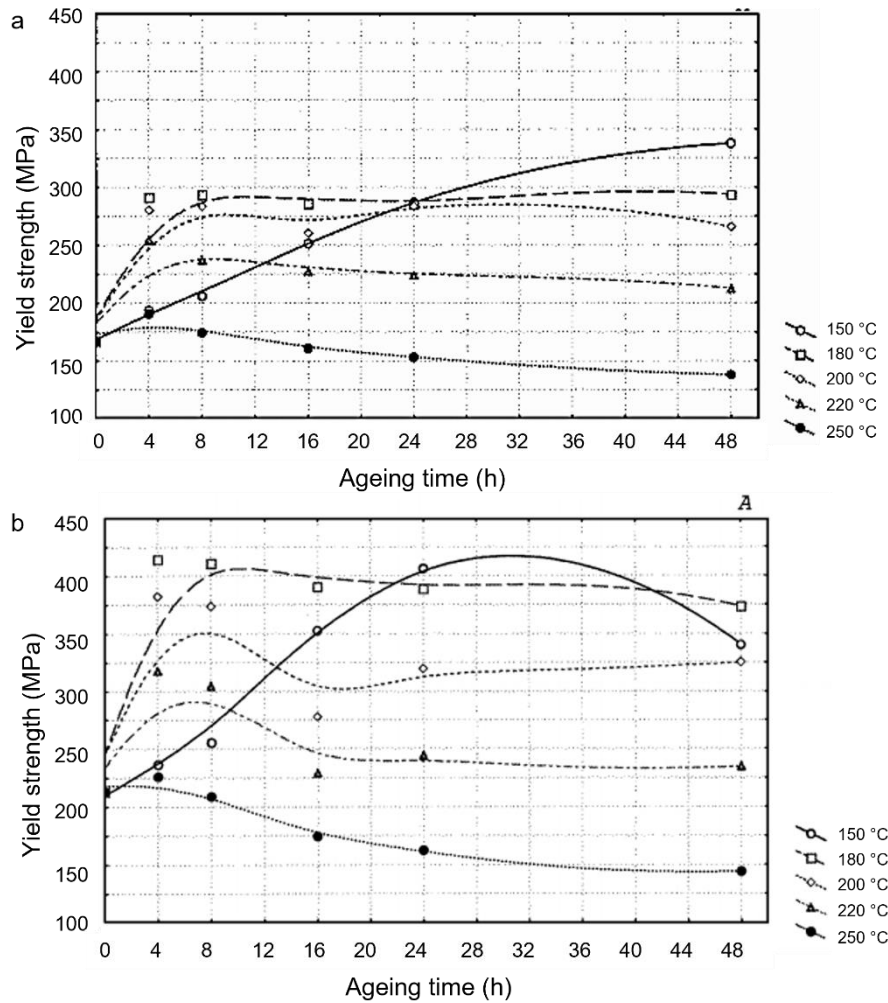 a
450
400
350
300
250
200
150
100
Yield strength (MPa)
0 4 8 12 16 20 24 28 32 36 40 44 48
Ageing time (h)
150 °C
180 °C
200 °C
220 °C
250 °C
b
A
450
400
350
300
250
200
150
100
Yield strength (MPa)
0 4 8 12 16 20 24 28 32 36 40 44 48
Ageing time (h)
150 °C
180 °C
200 °C
220 °C
250 °C